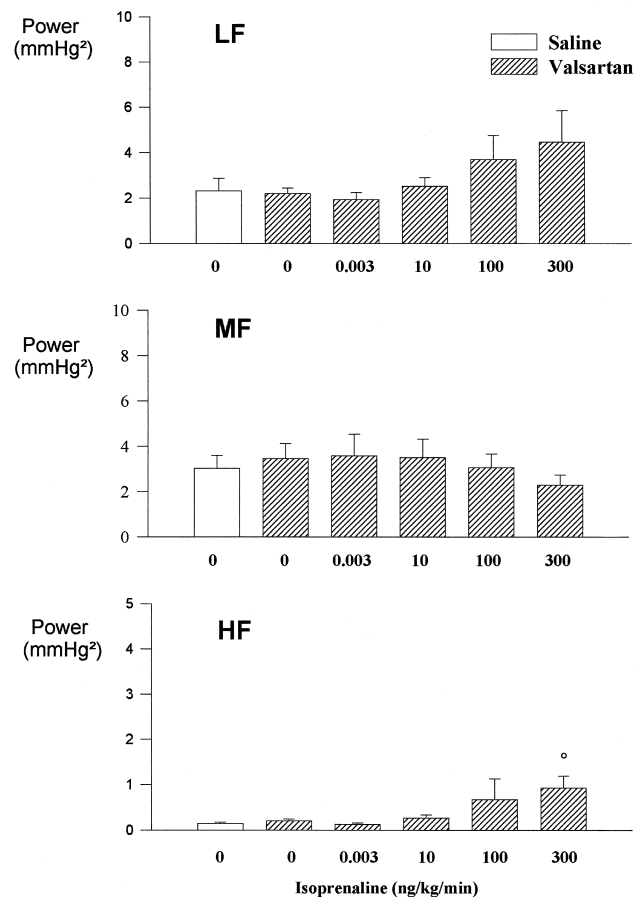 Power
(mmHg²)
LF
Saline
Valsartan
10
8
6
4
2
0
0 0 0.003 10 100 300
Power
(mmHg²)
MF
10
8
6
4
2
0
0 0 0.003 10 100 300
Power
(mmHg²)
HF
5
4
3
2
1
0
0 0 0.003 10 100 300
Isoprenaline (ng/kg/min)